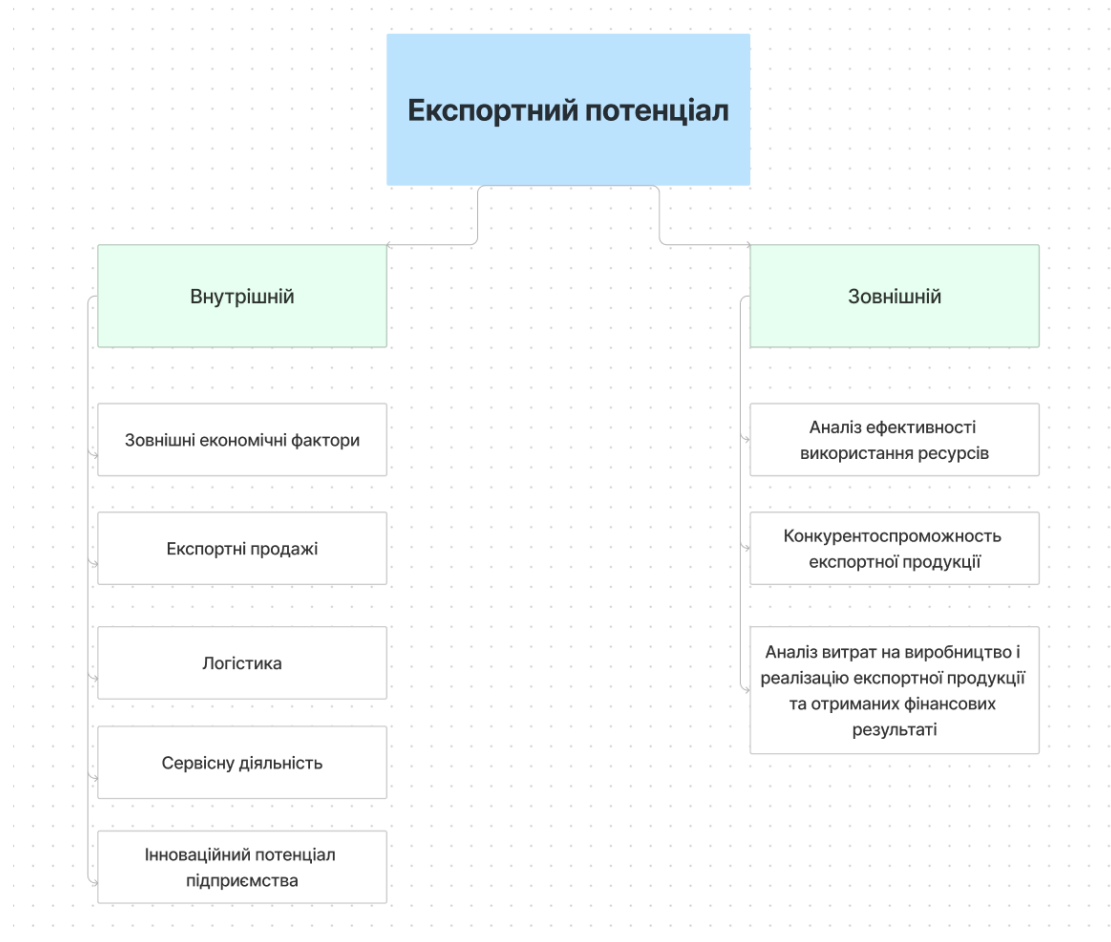 Експортний потенціал
Внутрішній
Зовнішні економічні фактори
Експортні продажі
Логістика
Сервісну діяльність
Інноваційний потенціал
підприємства
Зовнішній
Аналіз ефективності
використання ресурсів
Конкурентоспроможность
експортної продукції
Аналіз витрат на виробництво і
реалізацію експортної продукції
та отриманих фінансових
результаті